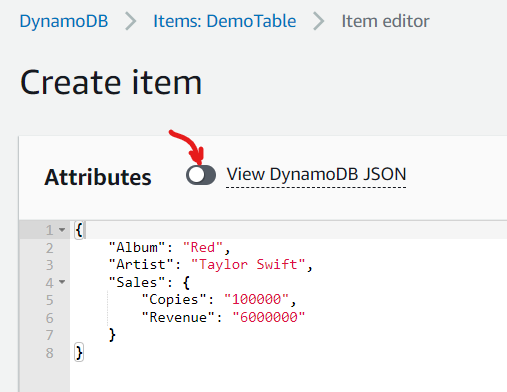 DynamoDB > Items: DemoTable > Item editor
Create item
Attributes View DynamoDB JSON
1 {
2 "Album": "Red",
3 "Artist": "Taylor Swift",
4 "Sales": {
5 "Copies": "100000",
6 "Revenue": "6000000"
7 }
8 }